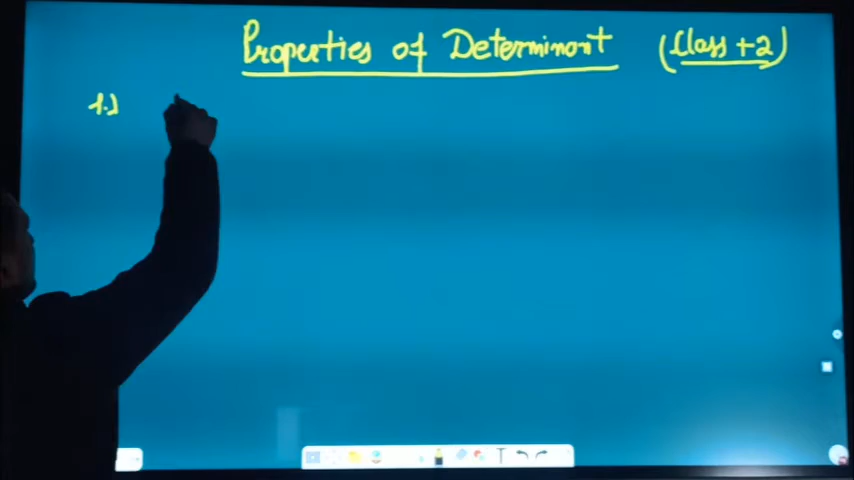 Properties of Determinant (Class +2)
1.)
T